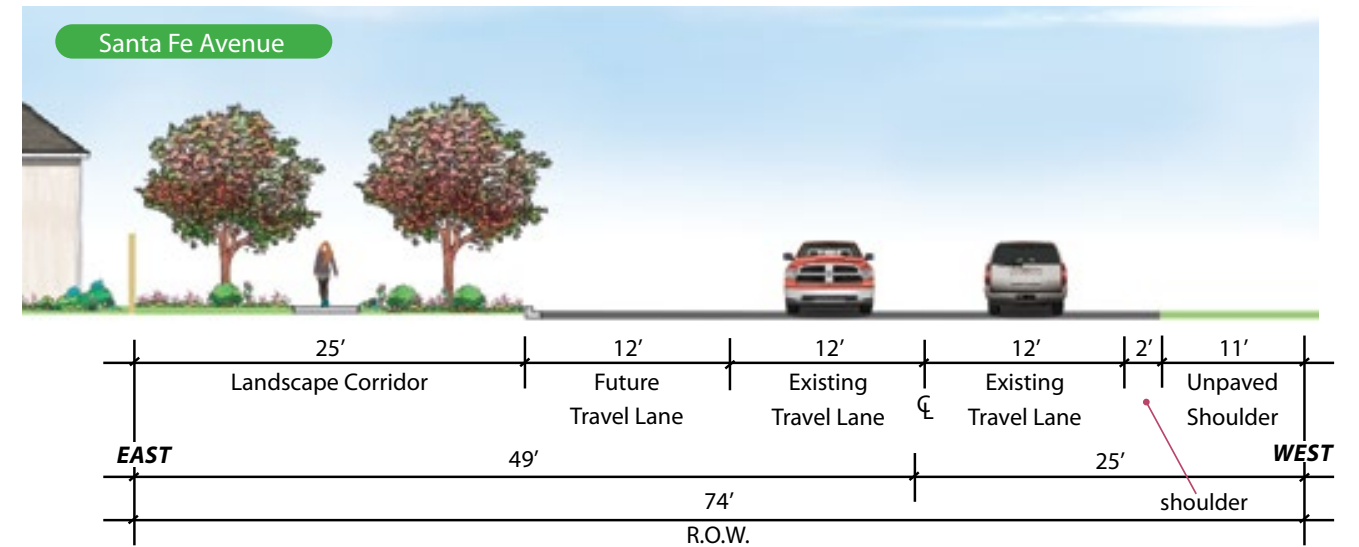 Santa Fe Avenue
25’ 12’ 12’ 12’ 2’ 11’
Landscape Corridor
Future
Travel Lane
Existing
Travel Lane
℄
Existing
Travel Lane
Unpaved
Shoulder
EAST
49’
25’
WEST
shoulder
74’
R.O.W.